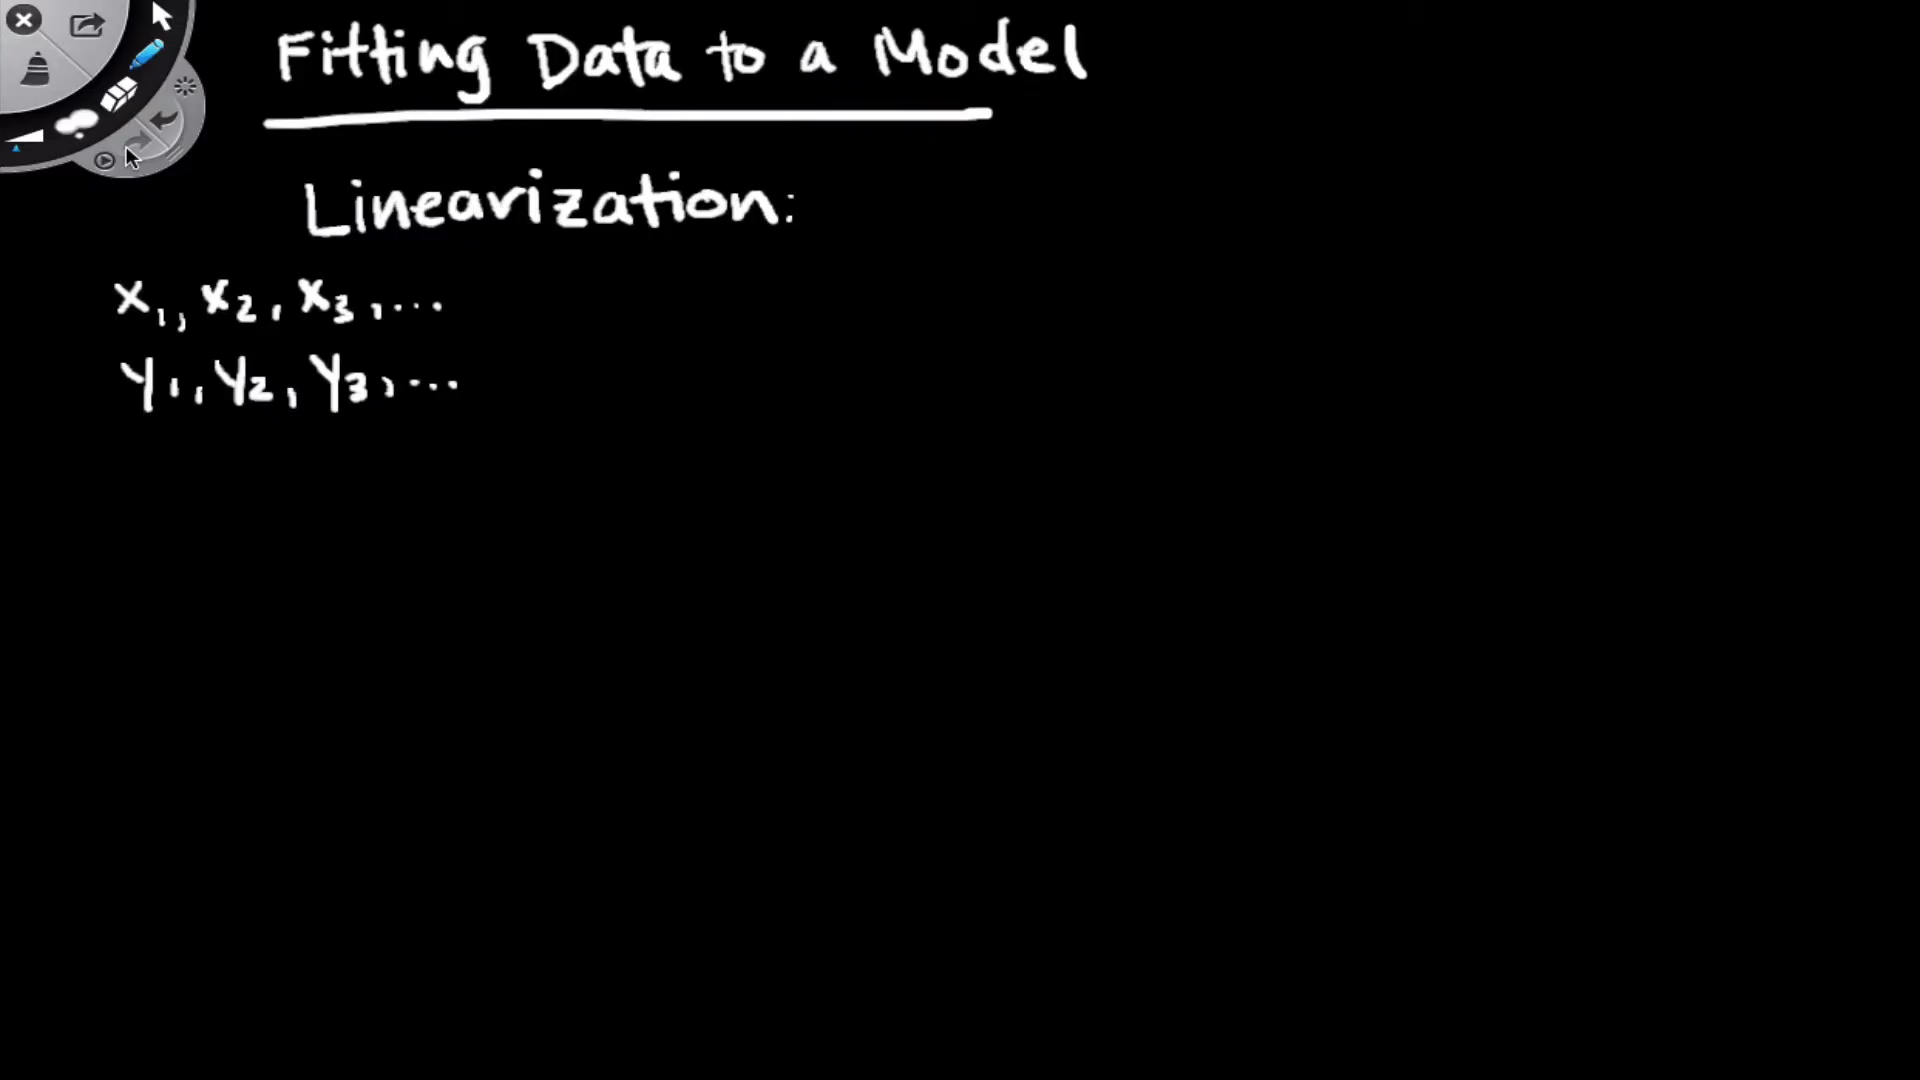 Fitting Data to a Model
Linearization:
x₁, x₂, x₃, ...
y₁, y₂, y₃, ...